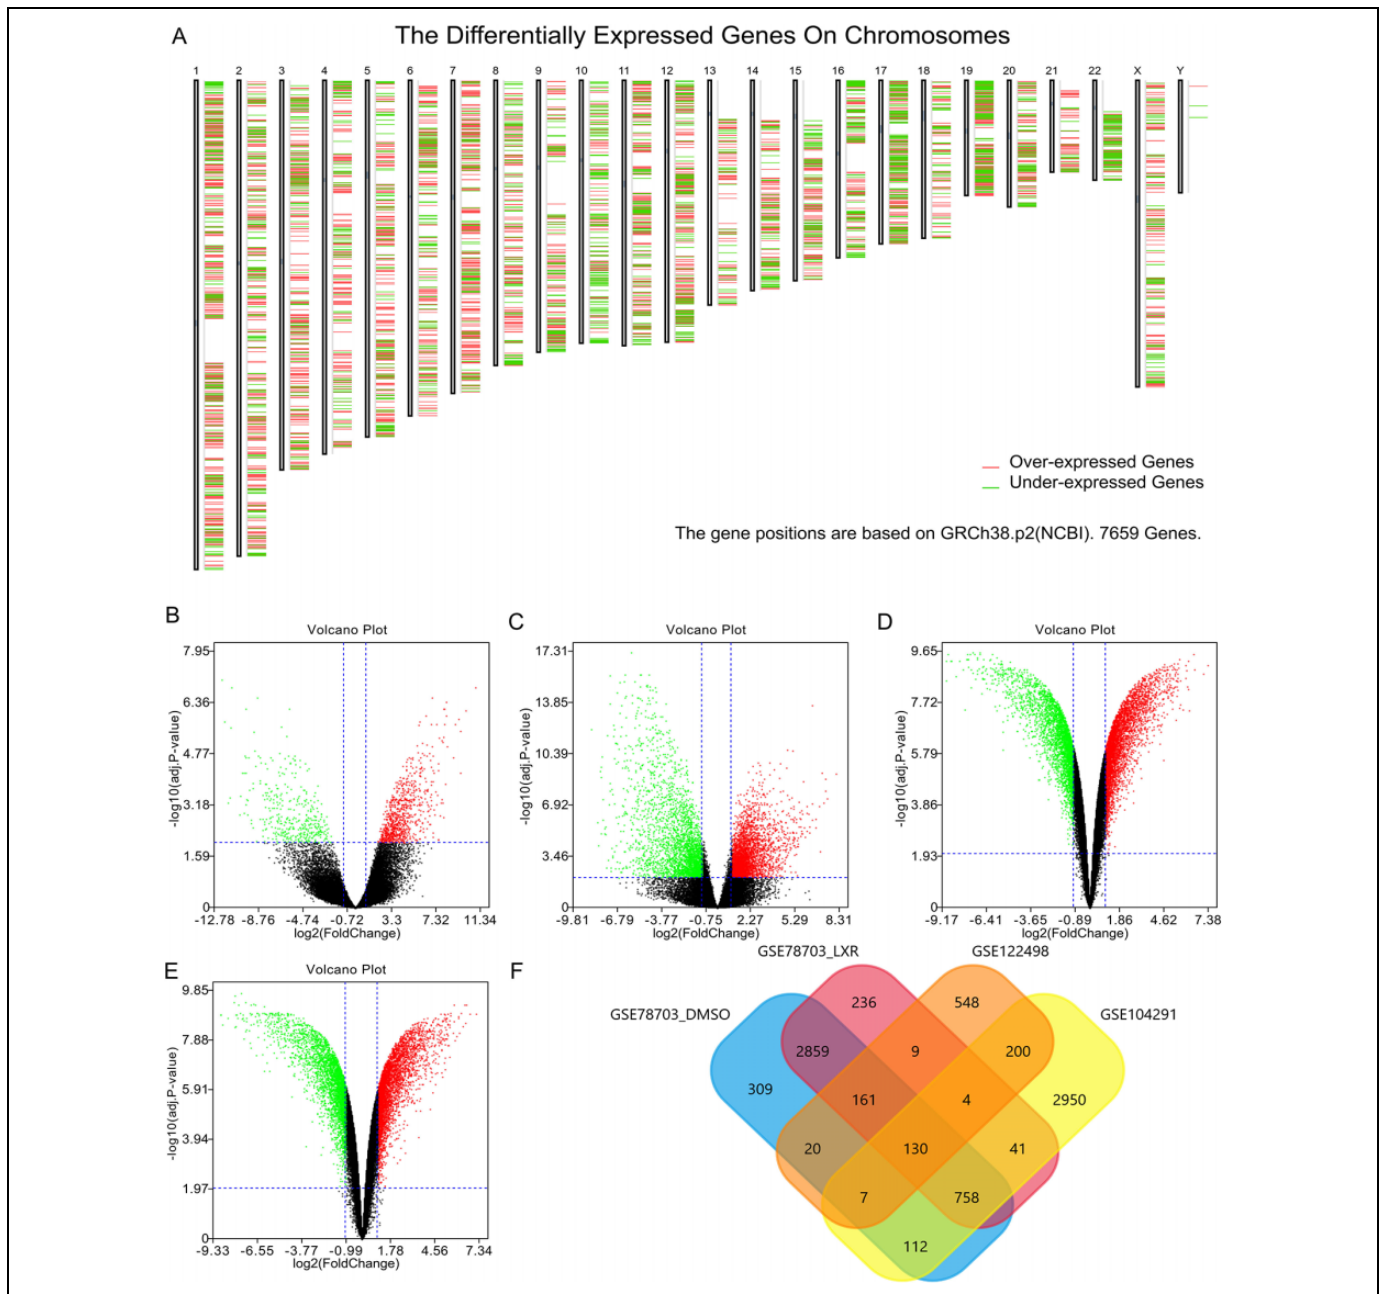 A
The Differentially Expressed Genes On Chromosomes
1 2 3 4 5 6 7 8 9 10 11 12 13 14 15 16 17 18 19 20 21 22 X Y
Over-expressed Genes
Under-expressed Genes
The gene positions are based on GRCh38.p2(NCBI). 7659 Genes.
B
Volcano Plot
-log10(adj.P-value)
7.95
6.36
4.77
3.18
1.59
0
-12.78 -8.76 -4.74 -0.72 3.3 7.32 11.34
log2(FoldChange)
C
Volcano Plot
-log10(adj.P-value)
17.31
13.85
10.39
6.92
3.46
0
-9.81 -6.79 -3.77 -0.75 2.27 5.29 8.31
log2(FoldChange)
D
Volcano Plot
-log10(adj.P-value)
9.65
7.72
5.79
3.86
1.93
0
-9.17 -6.41 -3.65 -0.89 1.86 4.62 7.38
log2(FoldChange)
E
Volcano Plot
-log10(adj.P-value)
9.85
7.88
5.91
3.94
1.97
0
-9.33 -6.55 -3.77 -0.99 1.78 4.56 7.34
log2(FoldChange)
F
GSE78703_LXR GSE122498
GSE78703_DMSO GSE104291
236 548
2859 9 200
309 161 4 2950
20 130 41
7 758
112